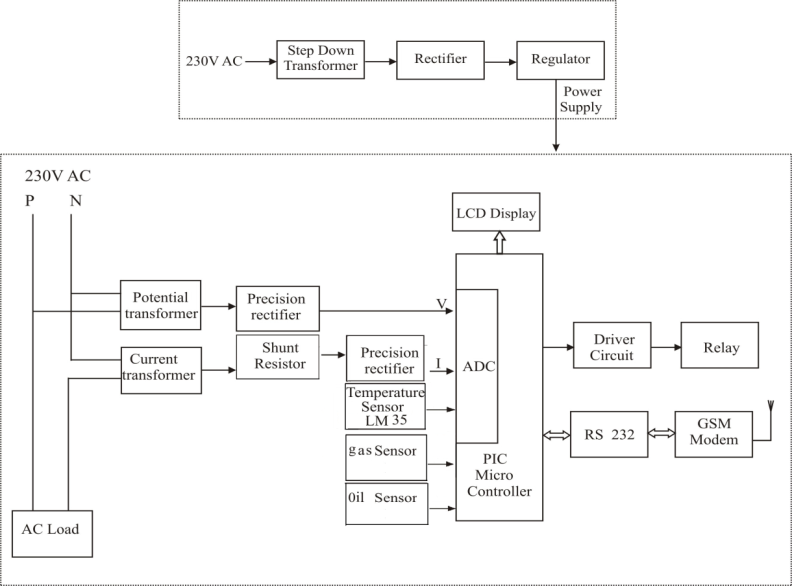 230V AC
Step Down
Transformer
Rectifier
Regulator
Power
Supply
230V AC
P
N
LCD Display
Potential
transformer
Precision
rectifier
V
Current
transformer
Shunt
Resistor
Precision
rectifier
I
ADC
Temperature
Sensor
LM 35
gas Sensor
0il Sensor
PIC
Micro
Controller
Driver
Circuit
Relay
RS 232
GSM
Modem
AC Load